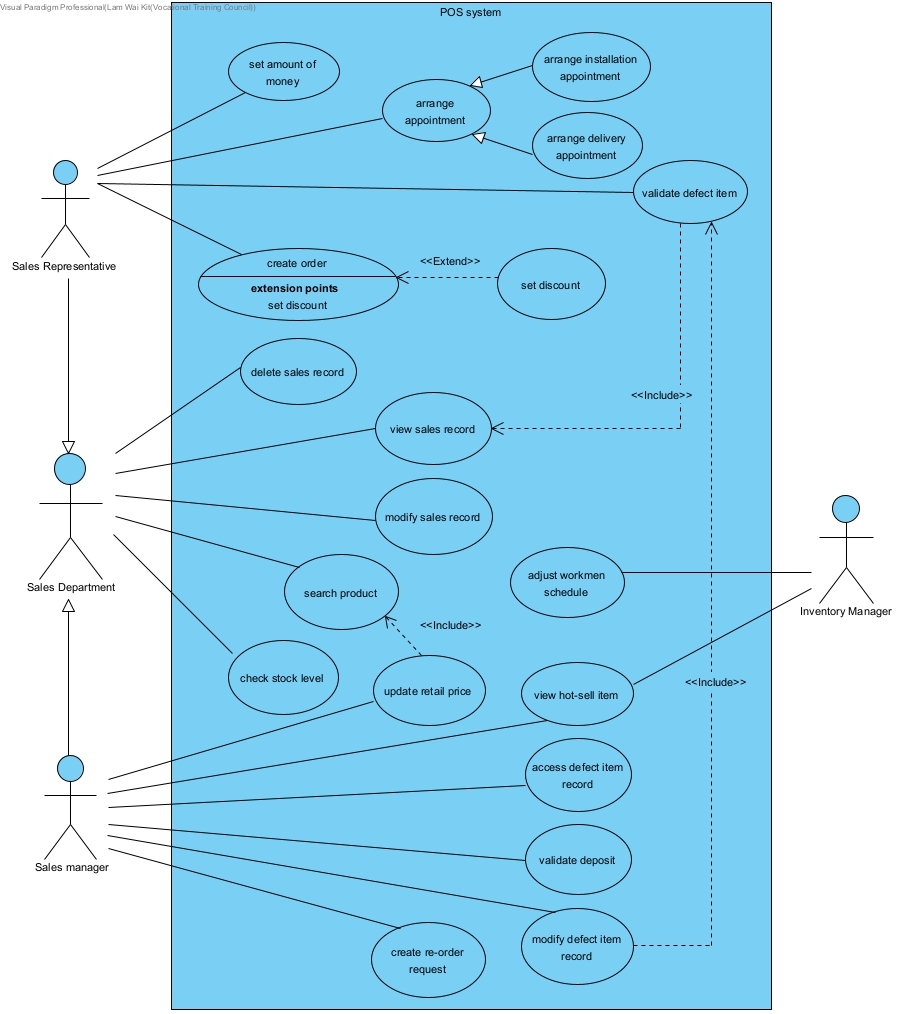 Visual Paradigm Professional(Lam Wai Kit(Vocational Training Council))
POS system
set amount of
money
arrange
appointment
arrange installation
appointment
arrange delivery
appointment
validate defect item
Sales Representative
create order
extension points
set discount
<<Extend>>
set discount
delete sales record
<<Include>>
view sales record
modify sales record
Sales Department
search product
adjust workmen
schedule
Inventory Manager
<<Include>>
check stock level
update retail price
view hot-sell item
<<Include>>
access defect item
record
Sales manager
validate deposit
create re-order
request
modify defect item
record